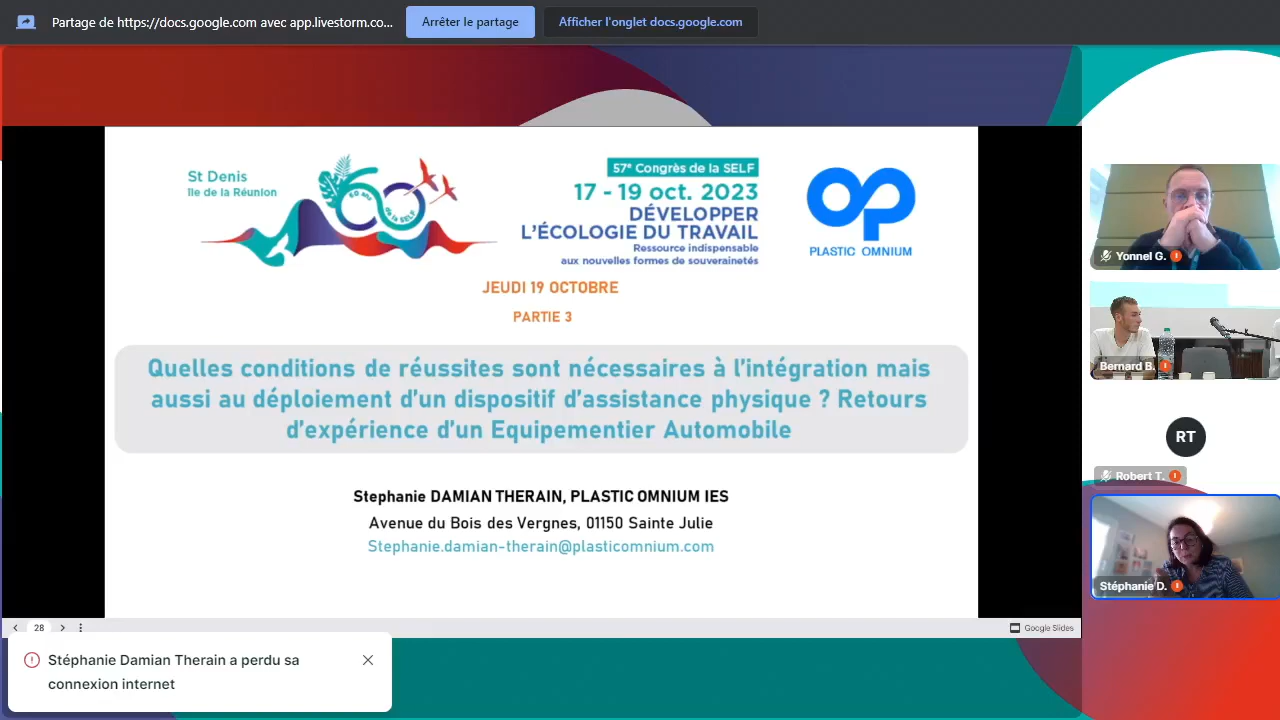 Partage de https://docs.google.com avec app.livestorm.co...
Arrêter le partage
Afficher l'onglet docs.google.com
St Denis
Ile de la Réunion
60 ans
de la SELF
57e Congrès de la SELF
17 - 19 oct. 2023
DÉVELOPPER
L'ÉCOLOGIE DU TRAVAIL
Ressource indispensable
aux nouvelles formes de souverainetés
PLASTIC OMNIUM
JEUDI 19 OCTOBRE
PARTIE 3
Quelles conditions de réussites sont nécessaires à l'intégration mais
aussi au déploiement d'un dispositif d'assistance physique ? Retours
d'expérience d'un Equipementier Automobile
Stephanie DAMIAN THERAIN, PLASTIC OMNIUM IES
Avenue du Bois des Vergnes, 01150 Sainte Julie
Stephanie.damian-therain@plasticomnium.com
28
Google Slides
Stéphanie Damian Therain a perdu sa
connexion internet
Yonnel G.
Bernard B.
RT
Robert T.
Stéphanie D.